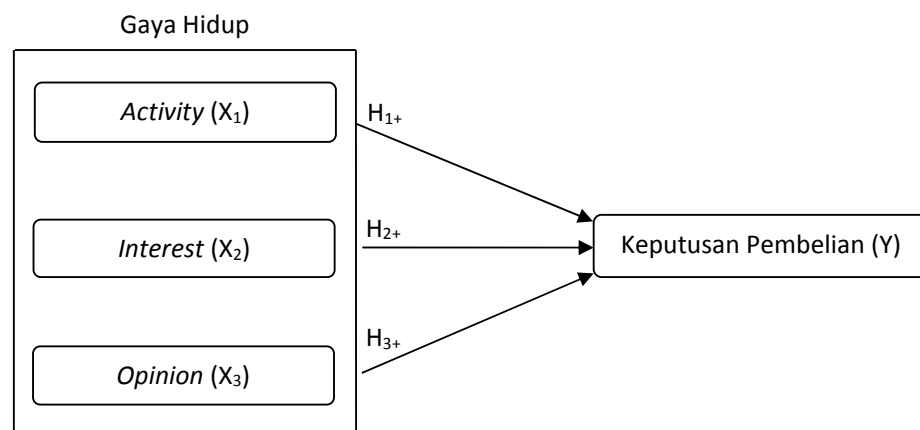 Gaya Hidup
Activity (X₁)
H₁₊
Interest (X₂)
H₂₊
Keputusan Pembelian (Y)
H₃₊
Opinion (X₃)